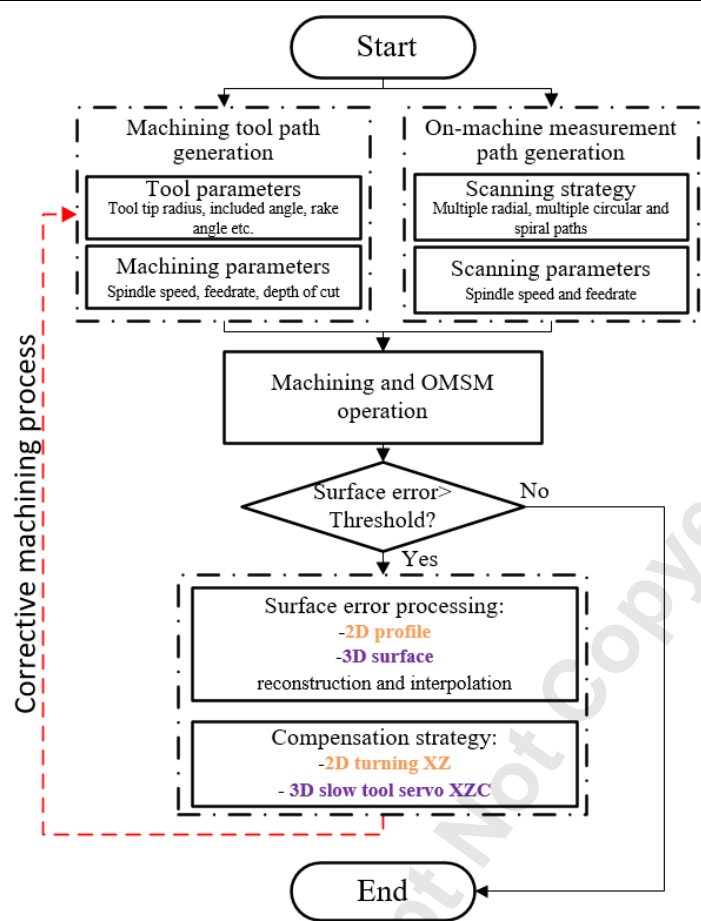 Start
Machining tool path
generation
Tool parameters
Tool tip radius, included angle, rake
angle etc.
Machining parameters
Spindle speed, feedrate, depth of cut
On-machine measurement
path generation
Scanning strategy
Multiple radial, multiple circular and
spiral paths
Scanning parameters
Spindle speed and feedrate
Corrective machining process
Machining and OMSM
operation
Surface error>
Threshold?
No
Yes
Surface error processing:
-2D profile
-3D surface
reconstruction and interpolation
Compensation strategy:
-2D turning XZ
- 3D slow tool servo XZC
End
Not Copye